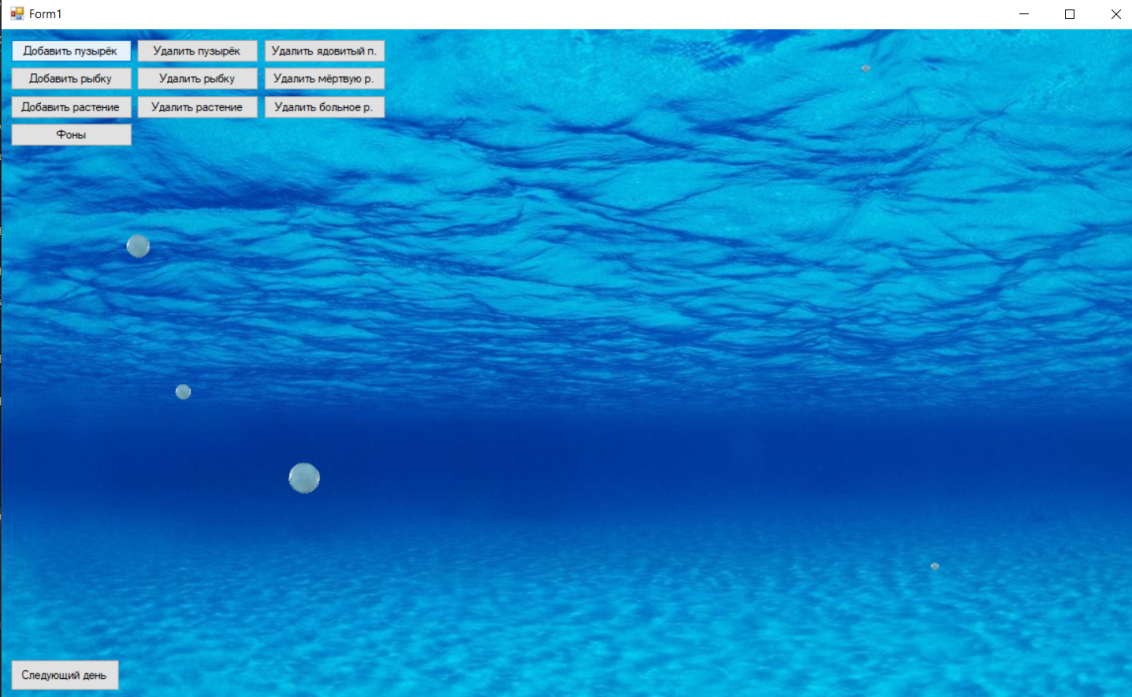 Form1
Добавить пузырёк Удалить пузырёк Удалить ядовитый п.
Добавить рыбку Удалить рыбку Удалить мёртвую р.
Добавить растение Удалить растение Удалить больное р.
Фоны
Следующий день